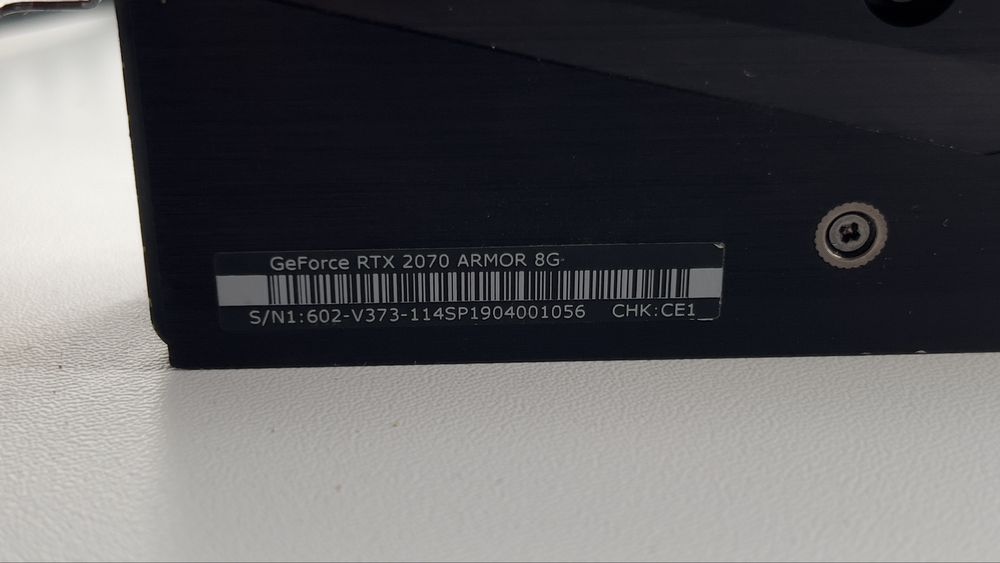 GeForce RTX 2070 ARMOR 8G
S/N1:602-V373-114SP1904001056 CHK:CE1